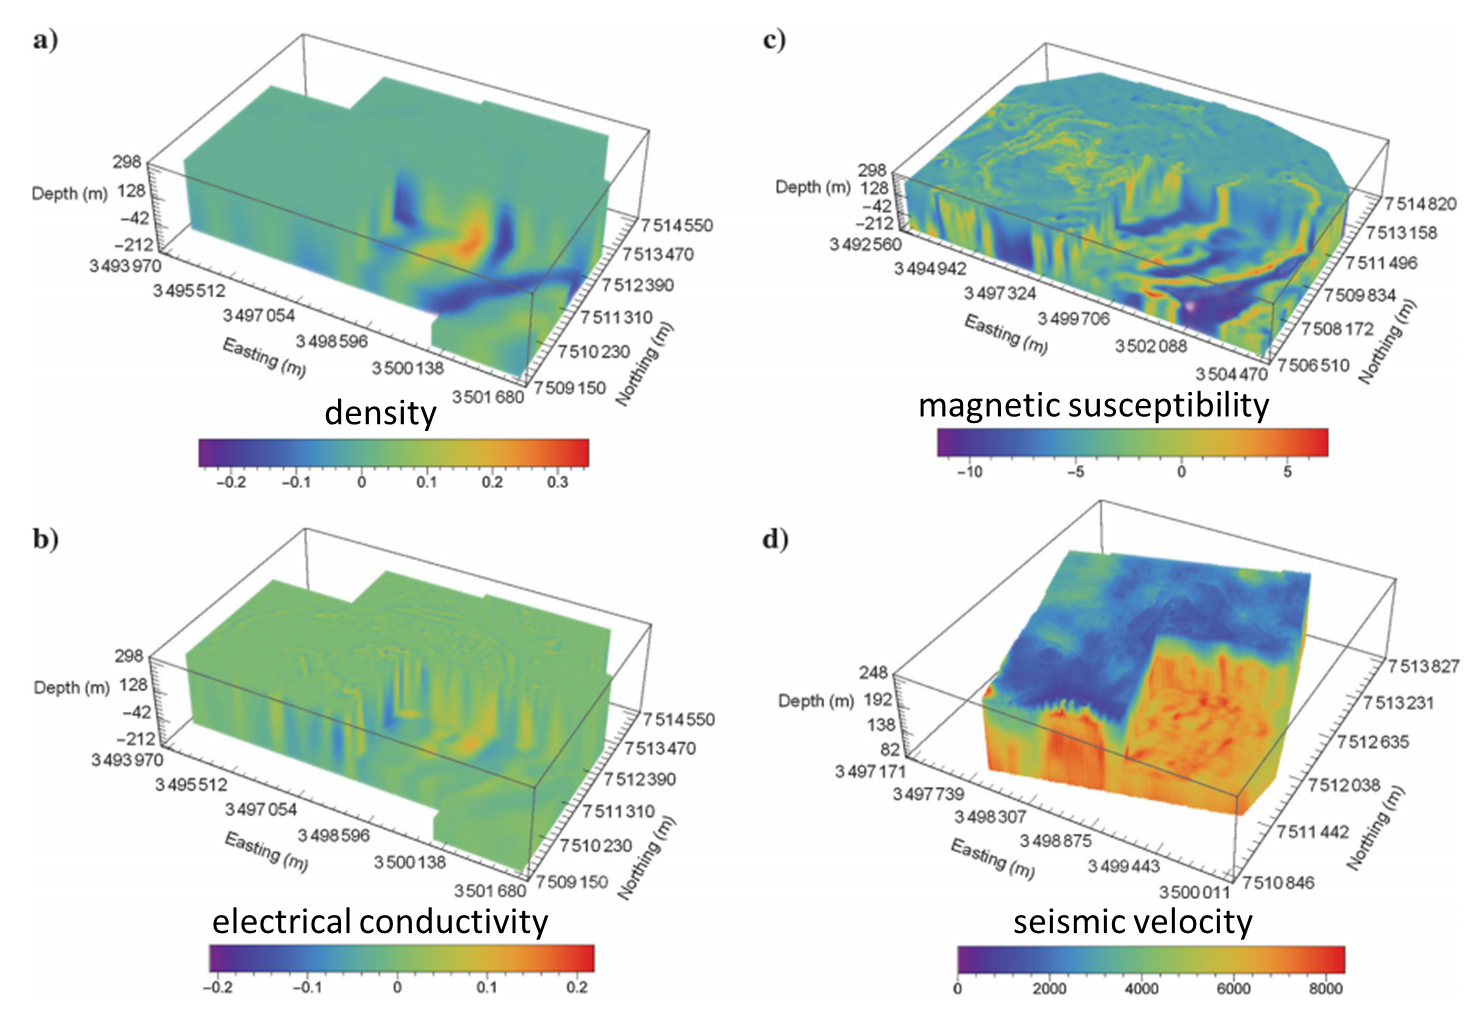 a)
298
Depth (m)
128
−42
−212
3 493 970
3 495 512
3 497 054
3 498 596
3 500 138
3 501 680
Easting (m)
7 514 550
7 513 470
7 512 390
7 511 310
7 510 230
7 509 150
Northing (m)
density
−0.2 −0.1 0 0.1 0.2 0.3
c)
298
Depth (m)
128
−42
−212
3 492 560
3 494 942
3 497 324
3 499 706
3 502 088
3 504 470
Easting (m)
7 514 820
7 513 158
7 511 496
7 509 834
7 508 172
7 506 510
Northing (m)
magnetic susceptibility
−10 −5 0 5
b)
298
Depth (m)
128
−42
−212
3 493 970
3 495 512
3 497 054
3 498 596
3 500 138
3 501 680
Easting (m)
7 514 550
7 513 470
7 512 390
7 511 310
7 510 230
7 509 150
Northing (m)
electrical conductivity
−0.2 −0.1 0 0.1 0.2
d)
248
Depth (m)
192
138
82
3 497 171
3 497 739
3 498 307
3 498 875
3 499 443
3 500 011
Easting (m)
7 513 827
7 513 231
7 512 635
7 512 038
7 511 442
7 510 846
Northing (m)
seismic velocity
0 2000 4000 6000 8000